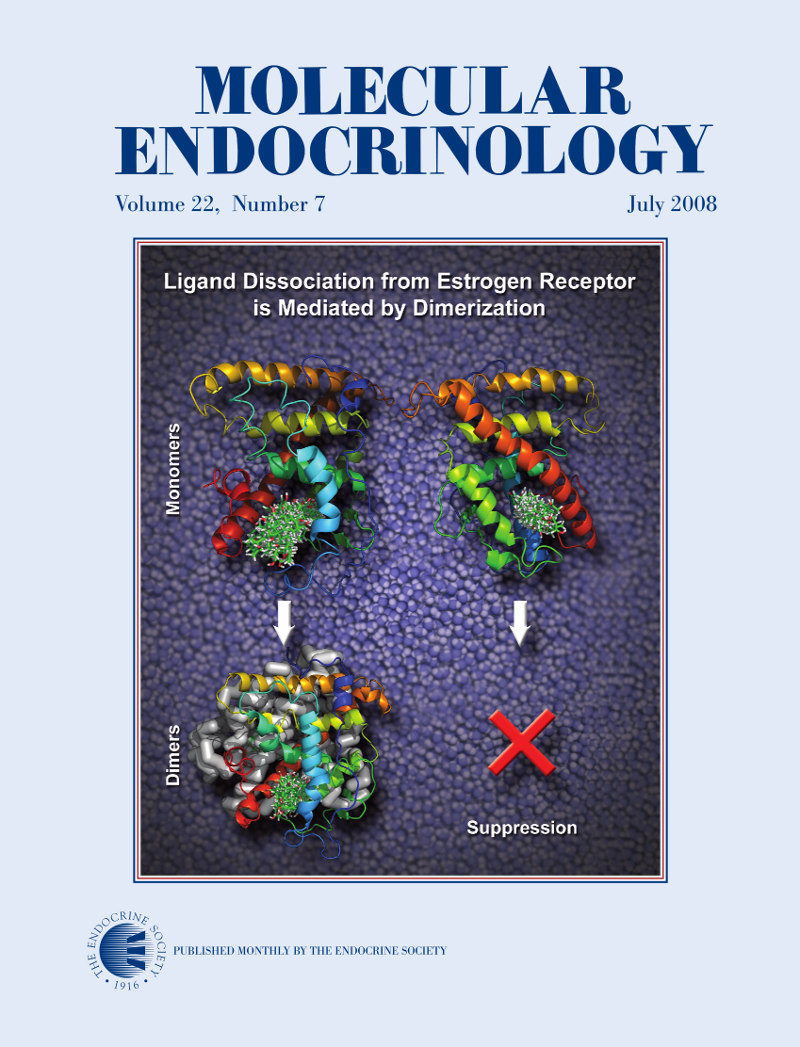 MOLECULAR
ENDOCRINOLOGY
Volume 22, Number 7
July 2008
Ligand Dissociation from Estrogen Receptor
is Mediated by Dimerization
Monomers
Dimers
Suppression
THE ENDOCRINE SOCIETY
• 1916 •
PUBLISHED MONTHLY BY THE ENDOCRINE SOCIETY